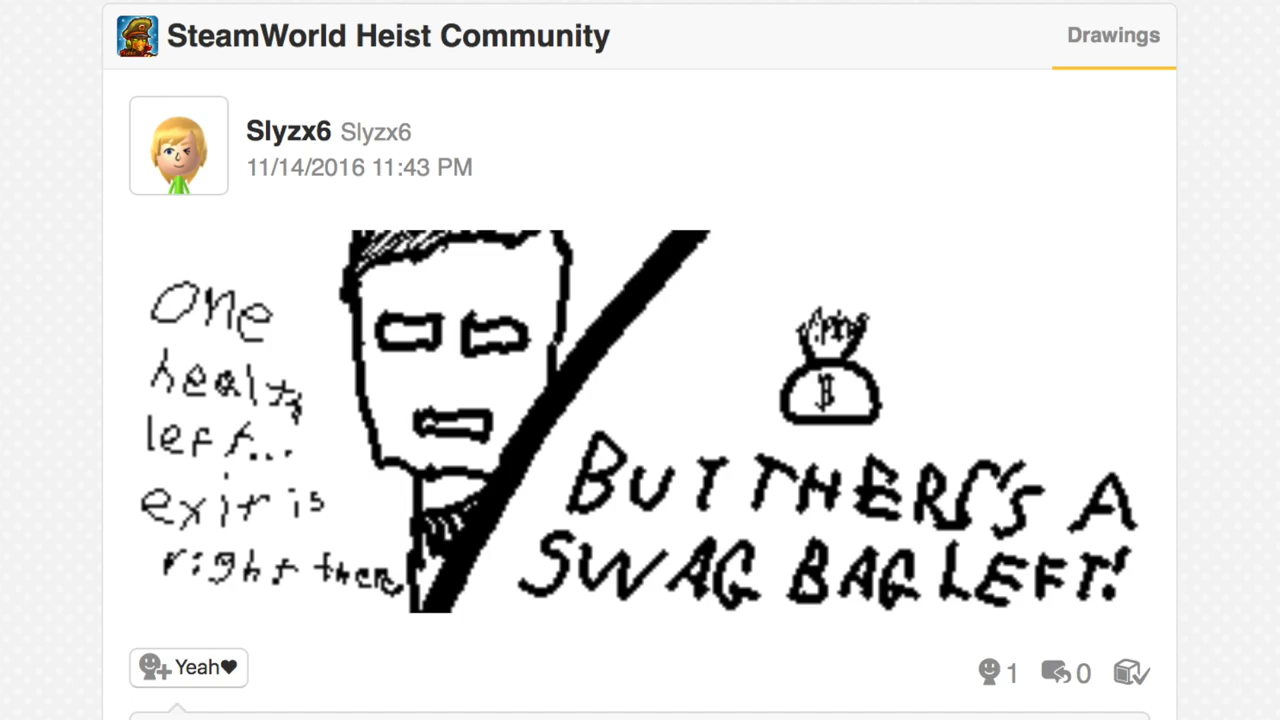 SteamWorld Heist Community
Drawings
Slyzx6 Slyzx6
11/14/2016 11:43 PM
One
health
left...
exit is
right there
$
BUT THERE'S A
SWAG BAG LEFT!
Yeah♥
1
0